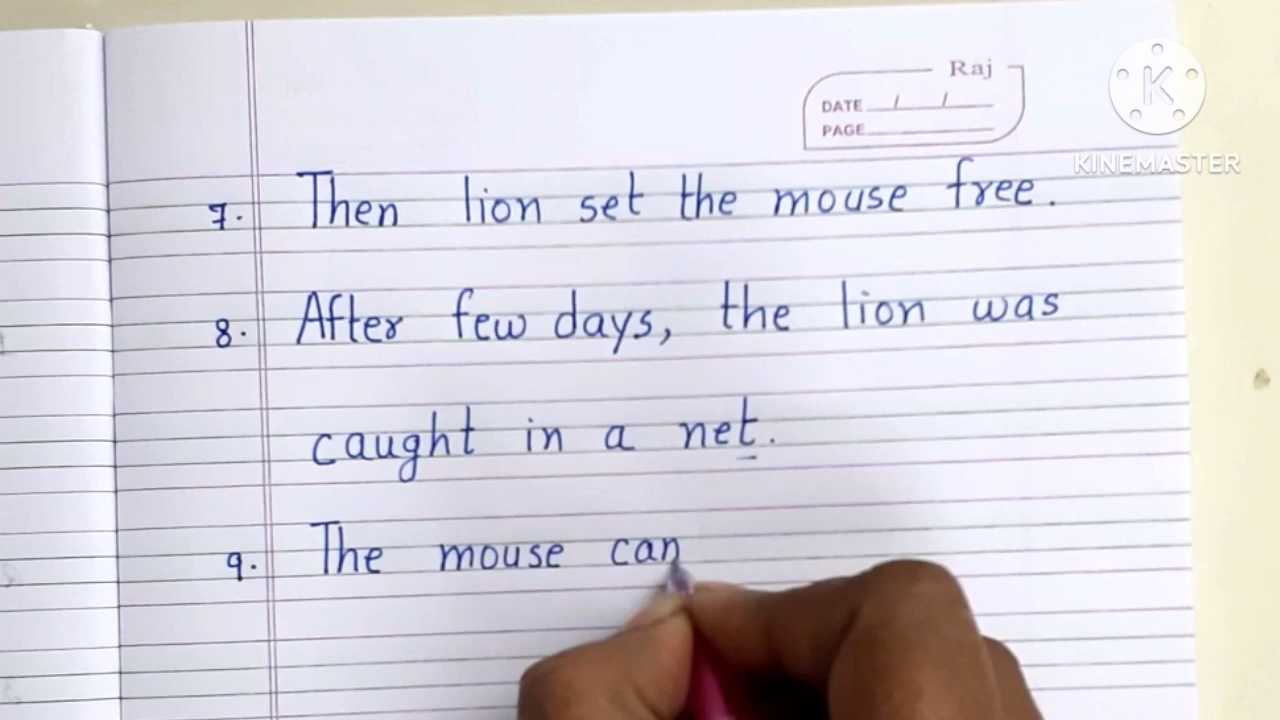 Raj
DATE / /
PAGE
KINEMASTER
7. Then lion set the mouse free.
8. After few days, the lion was
caught in a net.
9. The mouse can